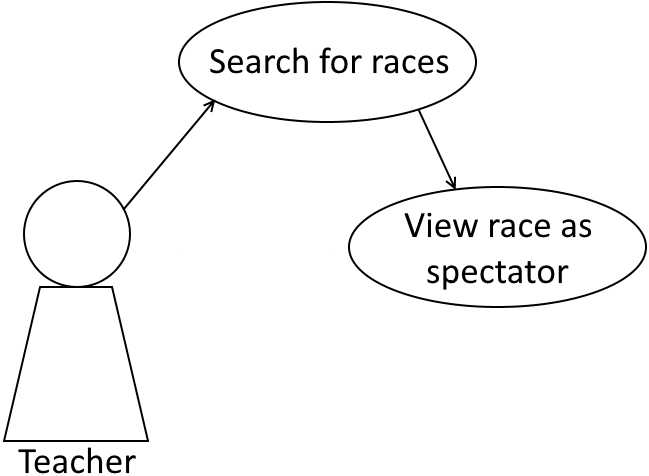 Search for races
View race as
spectator
Teacher